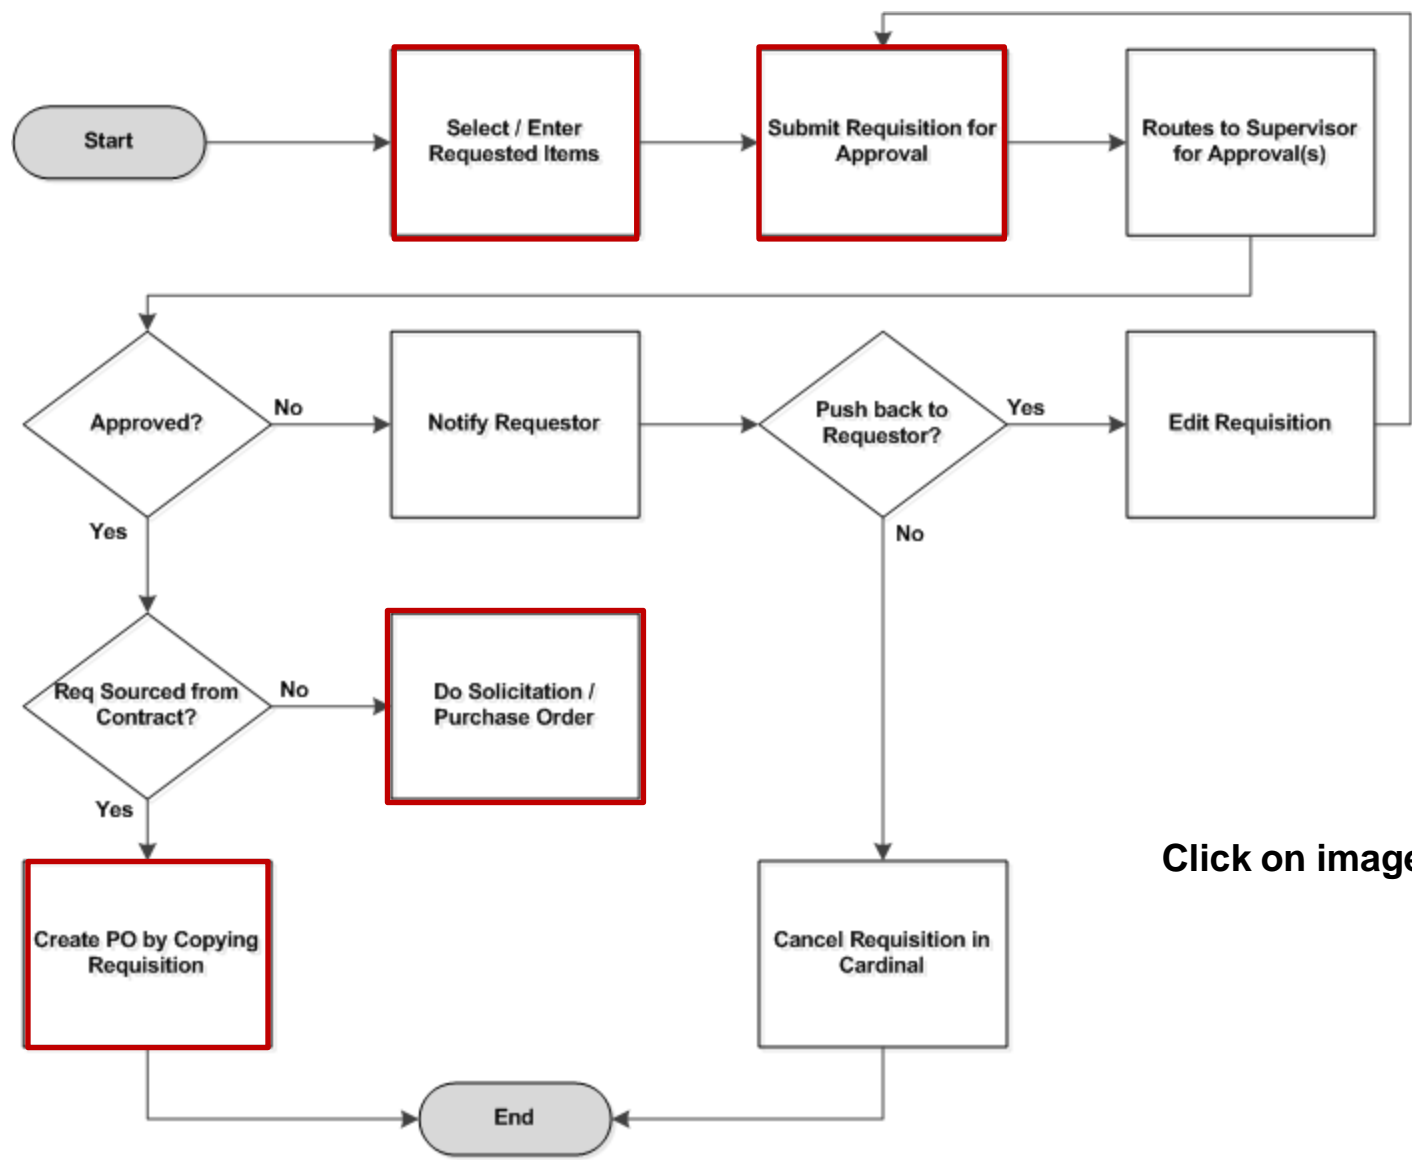 Start
Select / Enter
Requested Items
Submit Requisition for
Approval
Routes to Supervisor
for Approval(s)
Approved?
No
Notify Requestor
Push back to
Requestor?
Yes
Edit Requisition
Yes
No
Req Sourced from
Contract?
No
Do Solicitation /
Purchase Order
Yes
Click on image
Create PO by Copying
Requisition
Cancel Requisition in
Cardinal
End